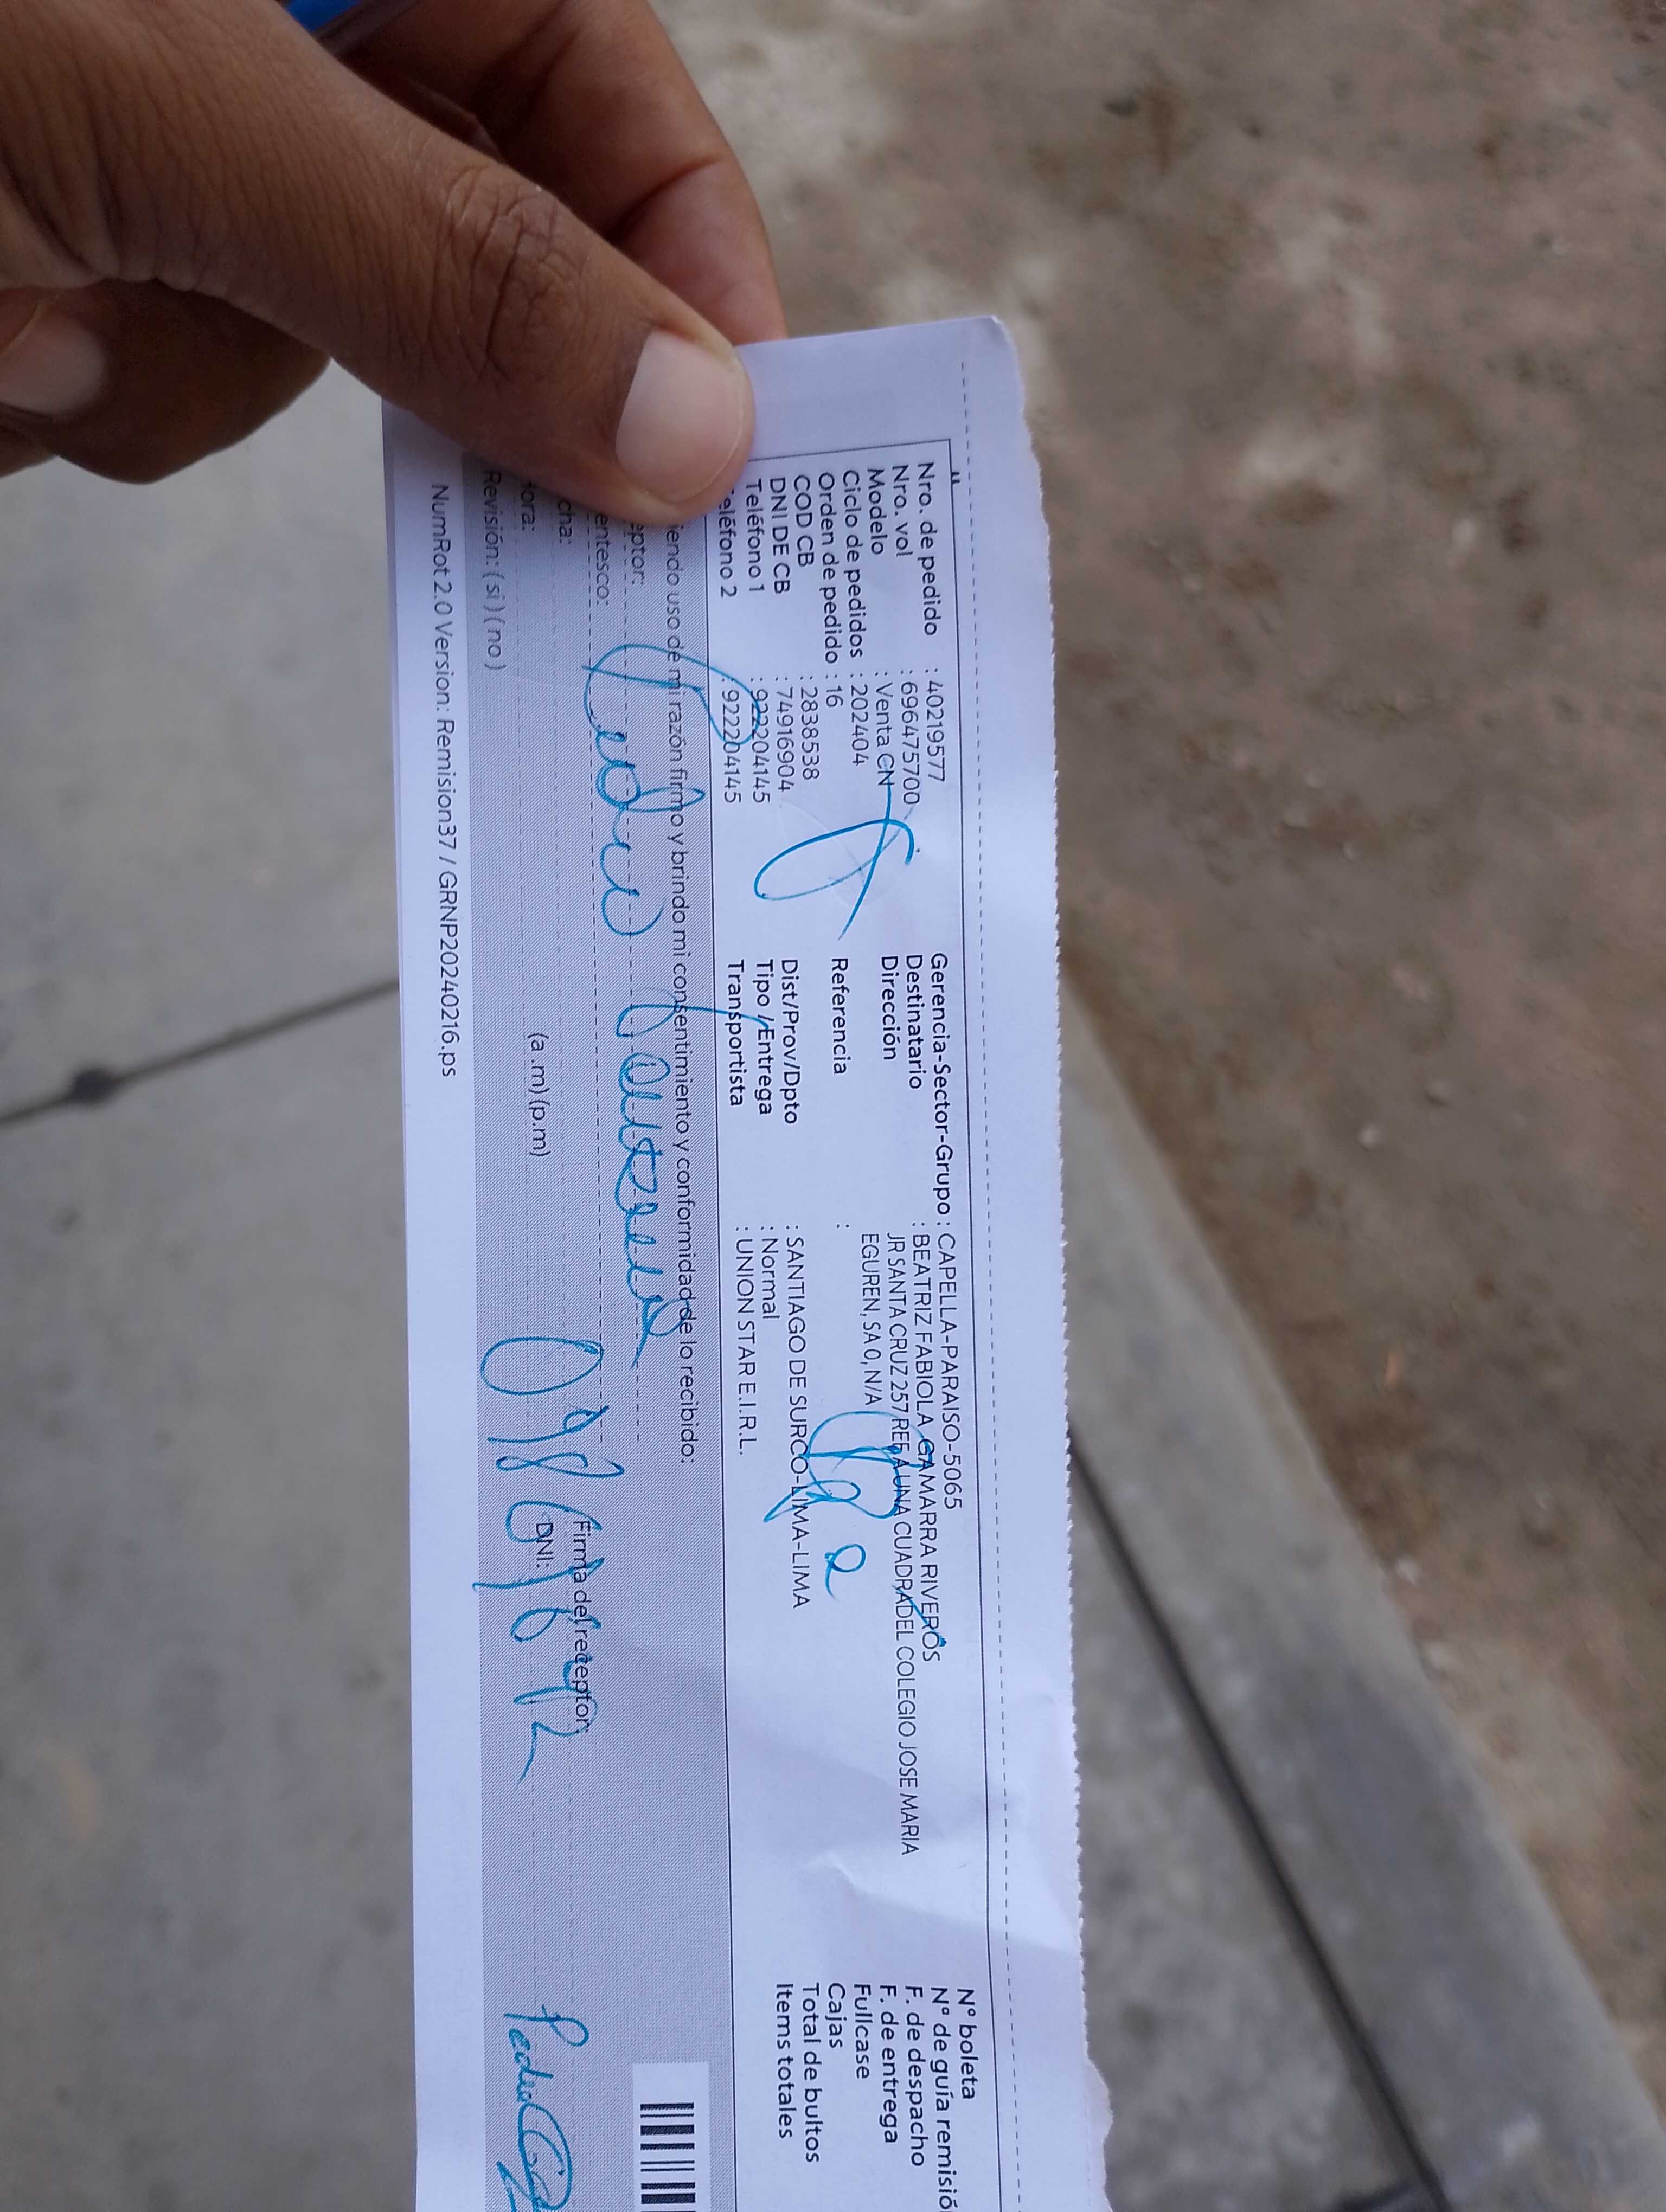 Nro. de pedido : 40219577
Nro. vol : 696475700
Modelo : Venta CN
Ciclo de pedidos : 202404
Orden de pedido : 16
COD CB : 2838538
DNI DE CB : 74916904
Teléfono 1 : 922204145
eléfono 2 : 922204145
Gerencia-Sector-Grupo : CAPELLA-PARAISO-5065
Destinatario : BEATRIZ FABIOLA GAMARRA RIVEROS
Dirección JR SANTA CRUZ 257 REF A UNA CUADRADEL COLEGIO JOSE MARIA
EGUREN, SA 0, N/A
Referencia :
Dist/Prov/Dpto : SANTIAGO DE SURCO-LIMA-LIMA
Tipo / Entrega : Normal
Transportista : UNION STAR E.I.R.L.
N° boleta
N° de guía remisió
F. de despacho
F. de entrega
Fullcase
Cajas
Total de bultos
Items totales
iendo uso de mi razón firmo y brindo mi consentimiento y conformidad de lo recibido:
eptor:
entesco:
cha:
ora: (a .m) (p.m)
Revisión: ( si ) ( no )
Firma del receptor:
DNI:
Pedro
NumRot 2.0 Version: Remision37 / GRNP20240216.ps